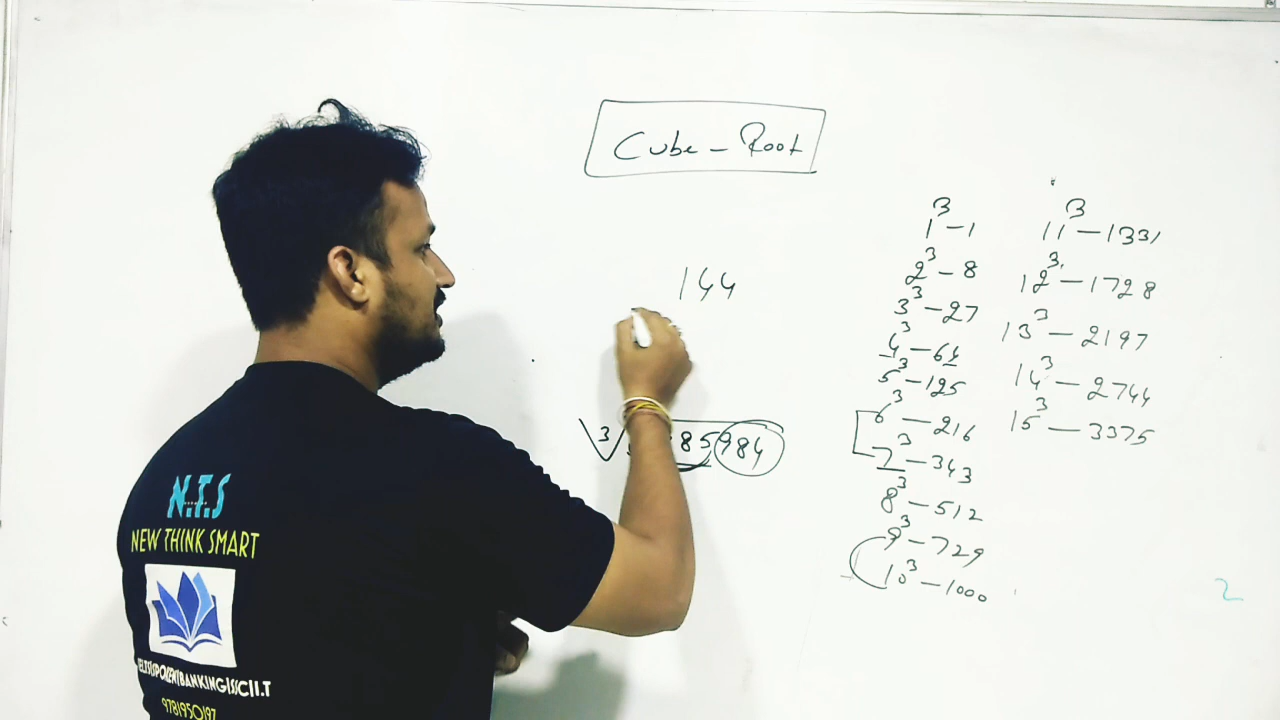 Cube - Root
144
3 85984
1³ - 1
2³ - 8
3³ - 27
4³ - 64
5³ - 125
6³ - 216
7³ - 343
8³ - 512
9³ - 729
10³ - 1000
11³ - 1331
12³ - 1728
13³ - 2197
14³ - 2744
15³ - 3375
2
N.T.S
NEW THINK SMART
9781950197